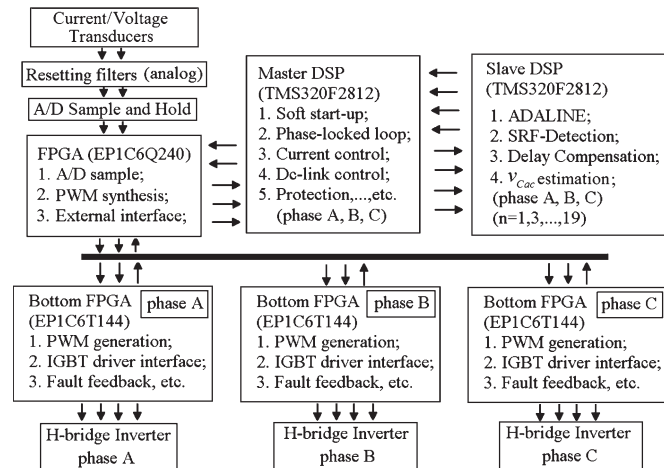 Current/Voltage
Transducers
Resetting filters (analog)
A/D Sample and Hold
FPGA (EP1C6Q240)
1. A/D sample;
2. PWM synthesis;
3. External interface;
Master DSP
(TMS320F2812)
1. Soft start-up;
2. Phase-locked loop;
3. Current control;
4. Dc-link control;
5. Protection,...,etc.
(phase A, B, C)
Slave DSP
(TMS320F2812)
1. ADALINE;
2. SRF-Detection;
3. Delay Compensation;
4. vCac estimation;
(phase A, B, C)
(n=1,3,...,19)
Bottom FPGA
phase A
(EP1C6T144)
1. PWM generation;
2. IGBT driver interface;
3. Fault feedback, etc.
H-bridge Inverter
phase A
Bottom FPGA
phase B
(EP1C6T144)
1. PWM generation;
2. IGBT driver interface;
3. Fault feedback, etc.
H-bridge Inverter
phase B
Bottom FPGA
phase C
(EP1C6T144)
1. PWM generation;
2. IGBT driver interface;
3. Fault feedback, etc.
H-bridge Inverter
phase C